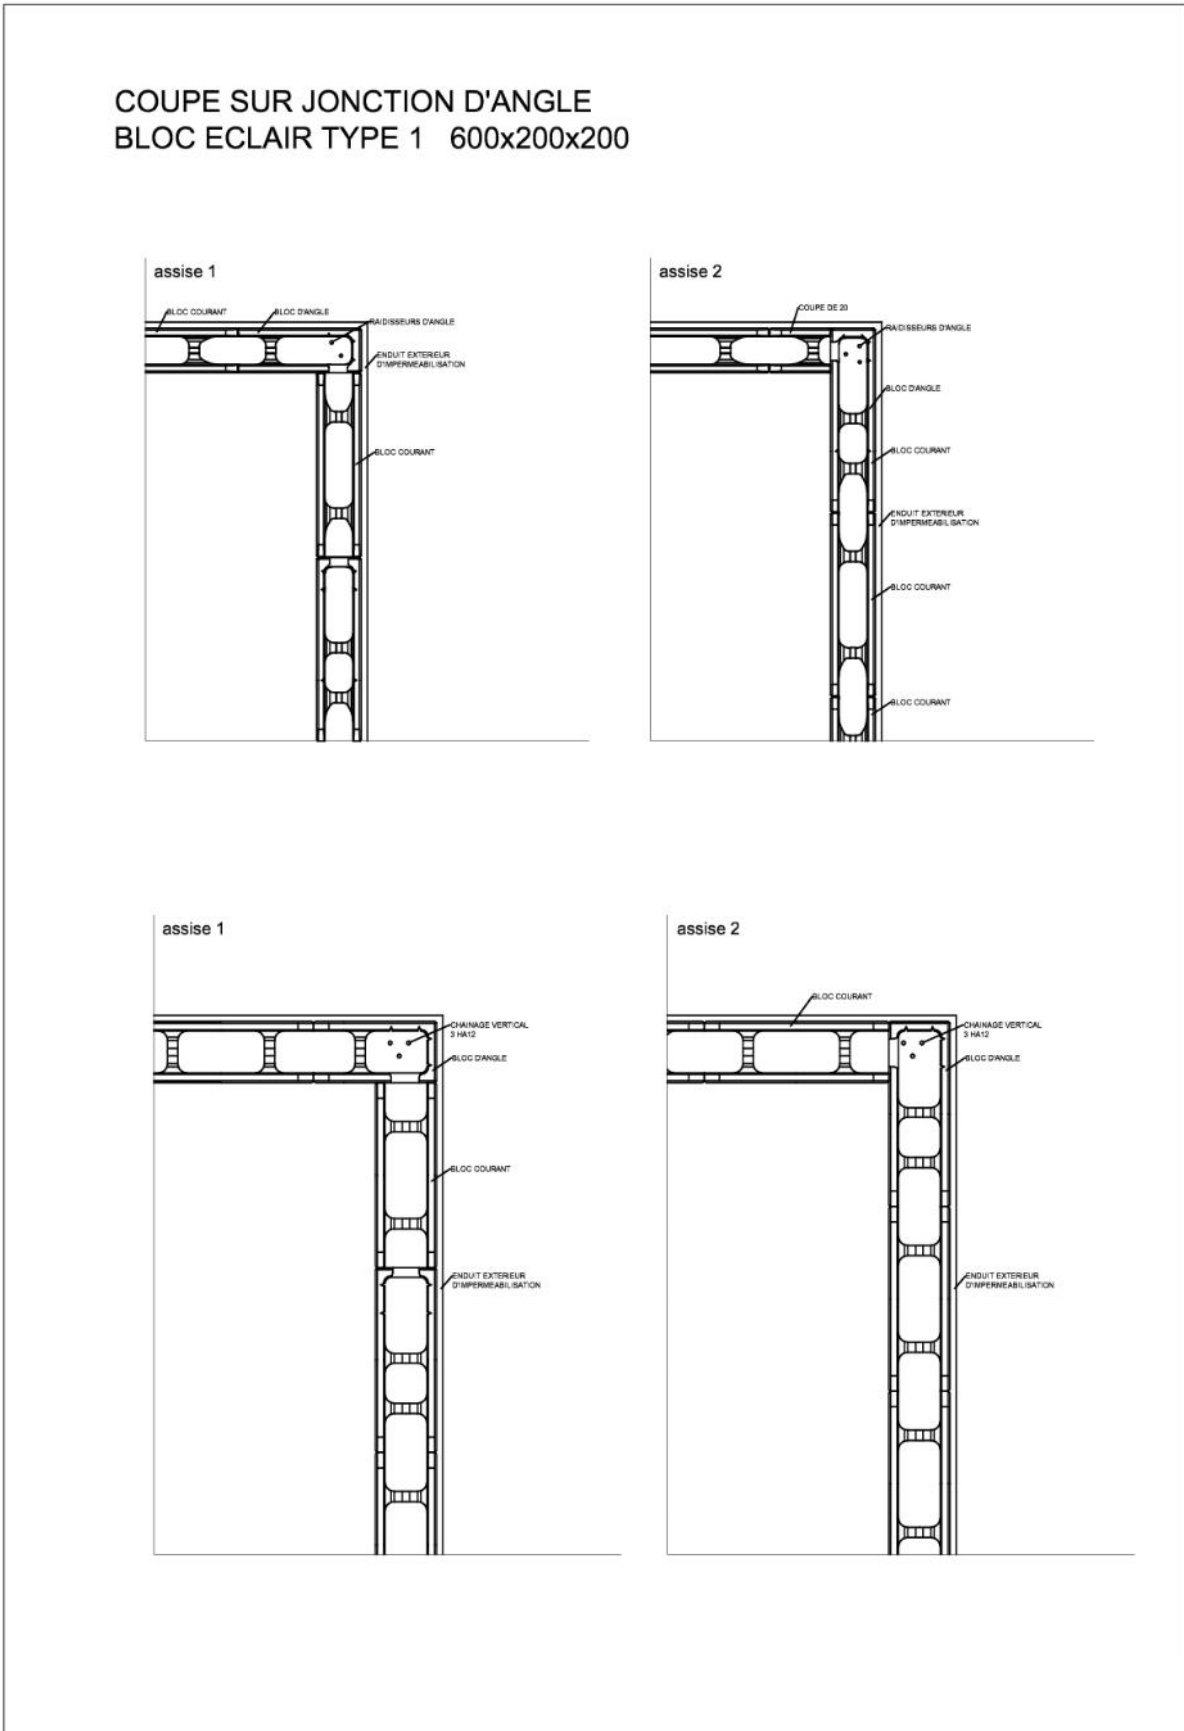 COUPE SUR JONCTION D'ANGLE
BLOC ECLAIR TYPE 1 600x200x200
assise 1
BLOC COURANT
BLOC D'ANGLE
RAIDISSEURS D'ANGLE
ENDUIT EXTERIEUR
D'IMPERMEABILISATION
BLOC COURANT
assise 2
COUPE DE 20
RAIDISSEURS D'ANGLE
BLOC D'ANGLE
BLOC COURANT
ENDUIT EXTERIEUR
D'IMPERMEABILISATION
BLOC COURANT
BLOC COURANT
assise 1
CHAINAGE VERTICAL
3 HA12
BLOC D'ANGLE
BLOC COURANT
ENDUIT EXTERIEUR
D'IMPERMEABILISATION
assise 2
BLOC COURANT
CHAINAGE VERTICAL
3 HA12
BLOC D'ANGLE
ENDUIT EXTERIEUR
D'IMPERMEABILISATION